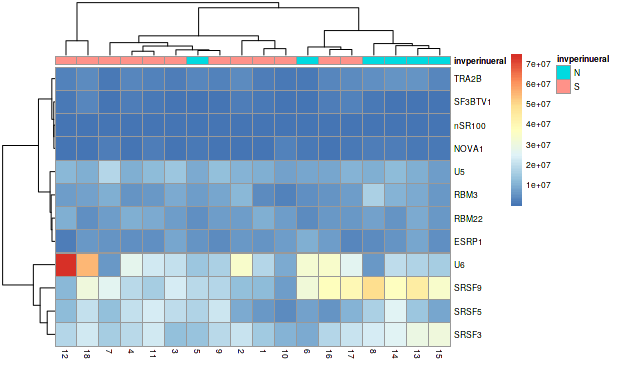 invperinueral
TRA2B
SF3BTV1
nSR100
NOVA1
U5
RBM3
RBM22
ESRP1
U6
SRSF9
SRSF5
SRSF3
12 18 7 4 11 3 5 9 2 1 10 6 16 17 8 14 13 15
7e+07
6e+07
5e+07
4e+07
3e+07
2e+07
1e+07
invperinueral
N
S